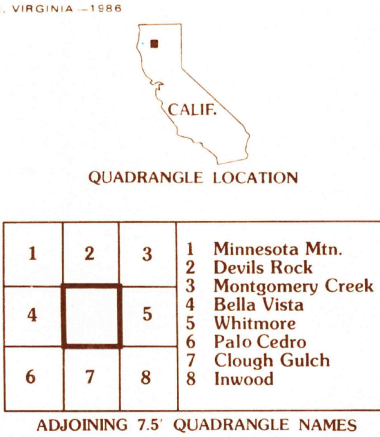 . VIRGINIA—1986
CALIF.
QUADRANGLE LOCATION
1 2 3
4 5
6 7 8
1 Minnesota Mtn.
2 Devils Rock
3 Montgomery Creek
4 Bella Vista
5 Whitmore
6 Palo Cedro
7 Clough Gulch
8 Inwood
ADJOINING 7.5' QUADRANGLE NAMES